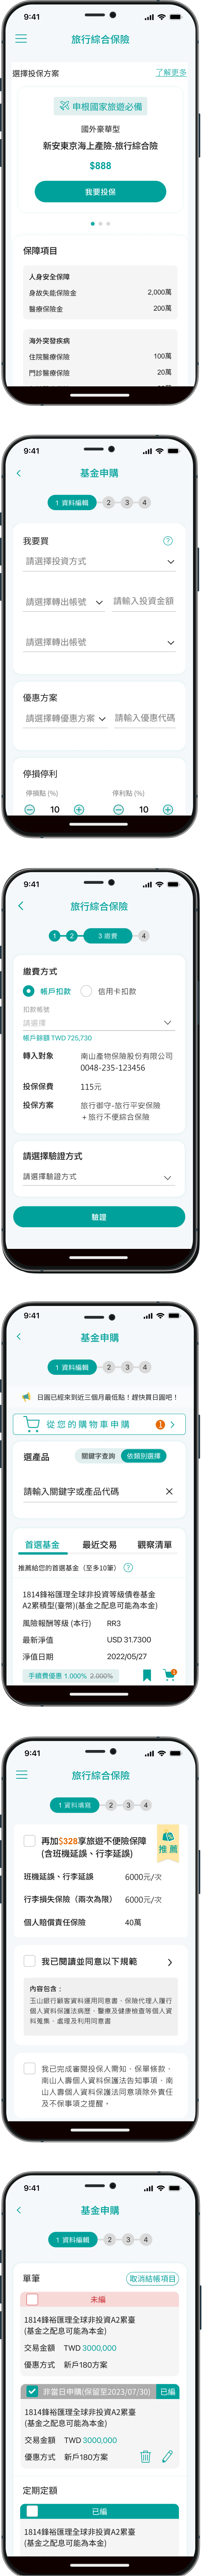 9:41
旅行綜合保險
選擇投保方案
了解更多
申根國家旅遊必備
國外豪華型
新安東京海上產險-旅行綜合險
$888
我要投保
保障項目
人身安全保障
身故失能保險金 2,000萬
醫療保險金 200萬
海外突發疾病
住院醫療保險 100萬
門診醫療保險 20萬
9:41
基金申購
1 資料編輯 2 3 4
我要買 ?
請選擇投資方式
請選擇轉出帳號 請輸入投資金額
請選擇轉出帳號
優惠方案
請選擇轉優惠方案 請輸入優惠代碼
停損停利
停損點 (%) 停利點 (%)
10 10
9:41
旅行綜合保險
1 2 3 繳費 4
繳費方式
帳戶扣款 信用卡扣款
扣款帳號
請選擇
帳戶餘額 TWD 725,730
轉入對象 南山產物保險股份有限公司
0048-235-123456
投保保費 115元
投保方案 旅行御守-旅行平安保險
+ 旅行不便綜合保險
請選擇驗證方式
請選擇驗證方式
驗證
9:41
基金申購
1 資料編輯 2 3 4
日圓已經來到近三個月最低點！趕快買日圓吧！
從您的購物車申購 1
選產品 關鍵字查詢 依類別選擇
請輸入關鍵字或產品代碼
首選基金 最近交易 觀察清單
推薦給您的首選基金（至多10筆） ?
1814鋒裕匯理全球非投資等級債卷基金
A2累積型(臺幣)(基金之配息可能為本金)
風險報酬等級 (本行) RR3
最新淨值 USD 31.7300
淨值日期 2022/05/27
手續費優惠 1.000% 2.000%
9:41
旅行綜合保險
1 資料填寫 2 3 4
再加$328享旅遊不便險保障
(含班機延誤、行李延誤)
推薦
班機延誤、行李延誤 6000元/次
行李損失保險（兩次為限） 6000元/次
個人賠償責任保險 40萬
我已閱讀並同意以下規範
內容包含：
玉山銀行顧客資料運用同意書、保險代理人履行
個人資料保護法病歷、醫療及健康檢查等個人資
料蒐集、處理及利用同意書
我已完成審閱投保人需知、保單條款、
南山人壽個人資料保護法告知事項、南
山人壽個人資料保護法同意項除外責任
及不保事項之提醒。
9:41
基金申購
1 資料編輯 2 3 4
單筆 取消結帳項目
未編
1814鋒裕匯理全球非投資A2累臺
(基金之配息可能為本金)
交易金額 TWD 3000,000
優惠方式 新戶180方案
非當日申購(保留至2023/07/30) 已編
1814鋒裕匯理全球非投資A2累臺
(基金之配息可能為本金)
交易金額 TWD 3000,000
優惠方式 新戶180方案
定期定額
已編
1814鋒裕匯理全球非投資A2累臺
(基金之配息可能為本金)